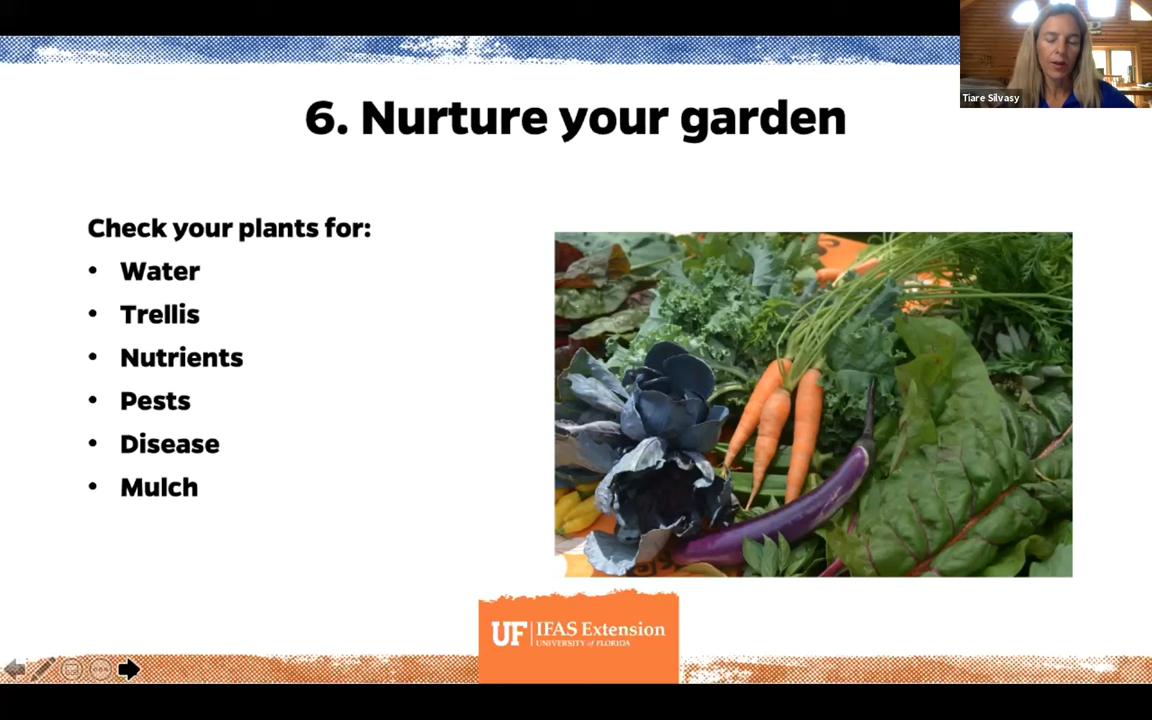 Tiare Silvasy
6. Nurture your garden
Check your plants for:
• Water
• Trellis
• Nutrients
• Pests
• Disease
• Mulch
UF IFAS Extension
UNIVERSITY of FLORIDA